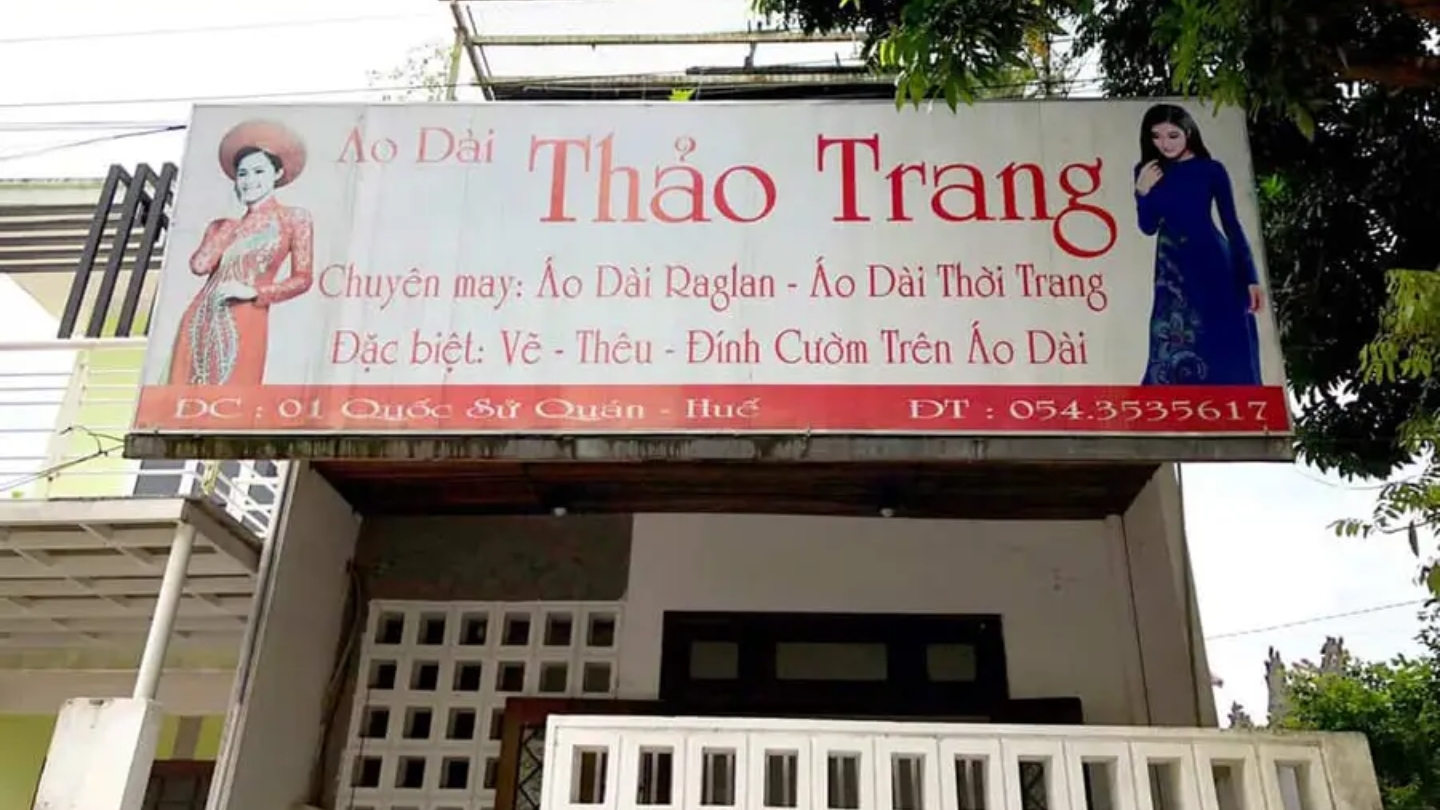 Áo Dài Thảo Trang
Chuyên may: Áo Dài Raglan - Áo Dài Thời Trang
Đặc biệt: Vẽ - Thêu - Đính Cườm Trên Áo Dài
ĐC : 01 Quốc Sử Quán - Huế ĐT : 054.3535617